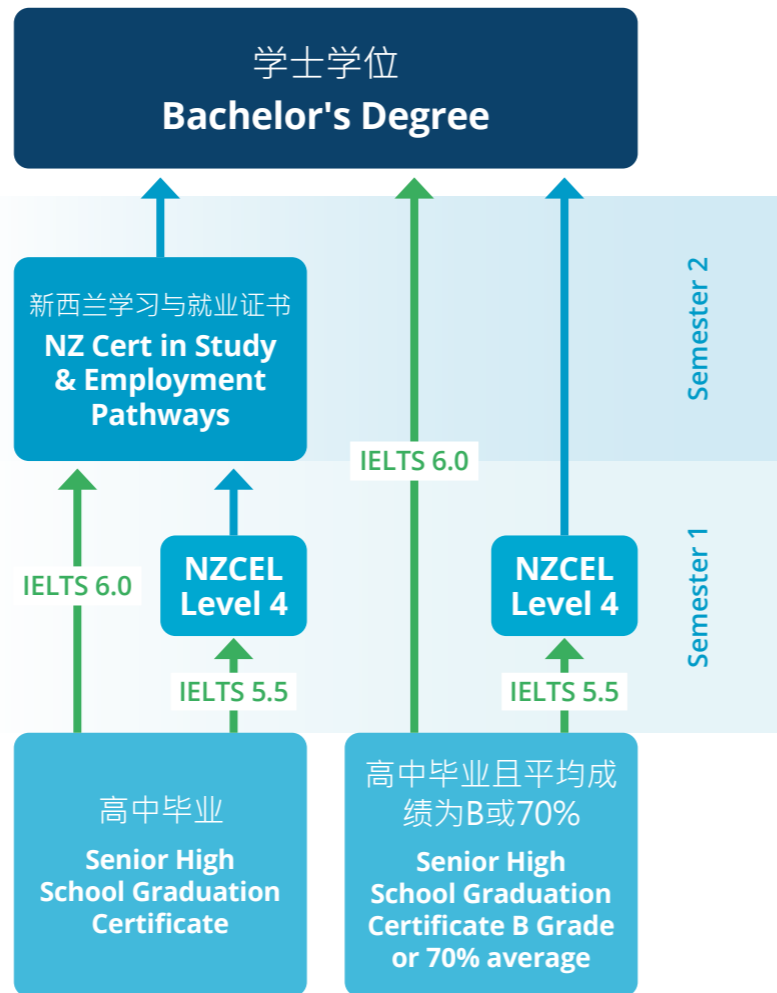 学士学位
Bachelor's Degree
新西兰学习与就业证书
NZ Cert in Study
& Employment
Pathways
Semester 2
IELTS 6.0
IELTS 6.0
NZCEL
Level 4
NZCEL
Level 4
Semester 1
IELTS 5.5
IELTS 5.5
高中毕业
Senior High
School Graduation
Certificate
高中毕业且平均成
绩为B或70%
Senior High
School Graduation
Certificate B Grade
or 70% average